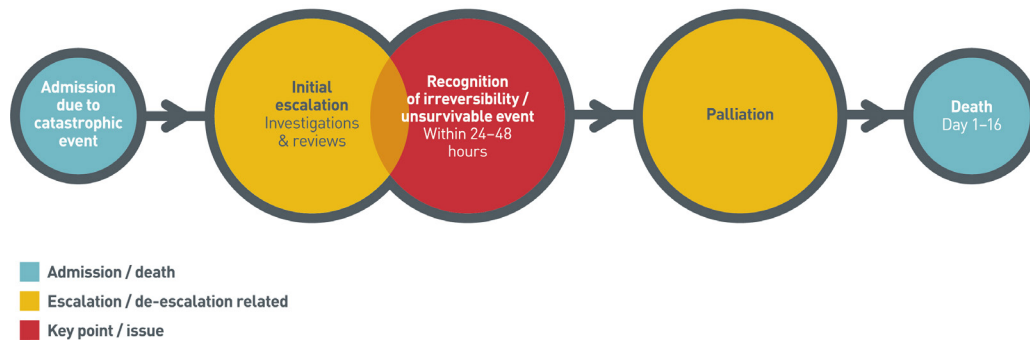 Admission
due to
catastrophic
event
Initial
escalation
Investigations
& reviews
Recognition
of irreversibility /
unsurvivable event
Within 24–48
hours
Palliation
Death
Day 1–16
Admission / death
Escalation / de-escalation related
Key point / issue